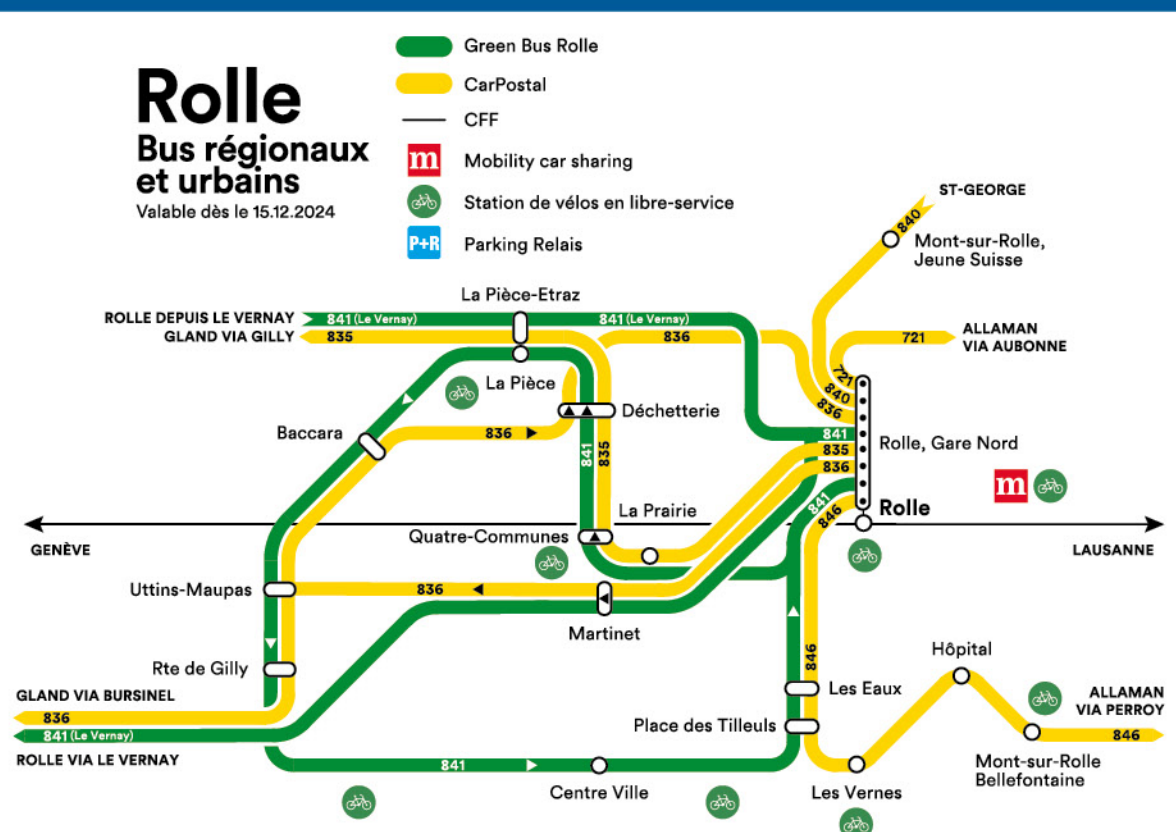 Rolle
Bus régionaux
et urbains
Valable dès le 15.12.2024
Green Bus Rolle
CarPostal
CFF
m
Mobility car sharing
Station de vélos en libre-service
P+R
Parking Relais
ST-GEORGE
840
Mont-sur-Rolle,
Jeune Suisse
La Pièce-Etraz
ROLLE DEPUIS LE VERNAY
841 (Le Vernay)
841 (Le Vernay)
GLAND VIA GILLY
835
836
721
ALLAMAN
VIA AUBONNE
721
840
836
La Pièce
Déchetterie
Baccara
836
841
835
841
835
836
Rolle, Gare Nord
m
841
846
Rolle
La Prairie
Quatre-Communes
GENÈVE
LAUSANNE
Uttins-Maupas
836
Martinet
Rte de Gilly
846
Hôpital
Les Eaux
Place des Tilleuls
GLAND VIA BURSINEL
836
841 (Le Vernay)
ROLLE VIA LE VERNAY
ALLAMAN
VIA PERROY
846
Mont-sur-Rolle
Bellefontaine
841
Centre Ville
Les Vernes